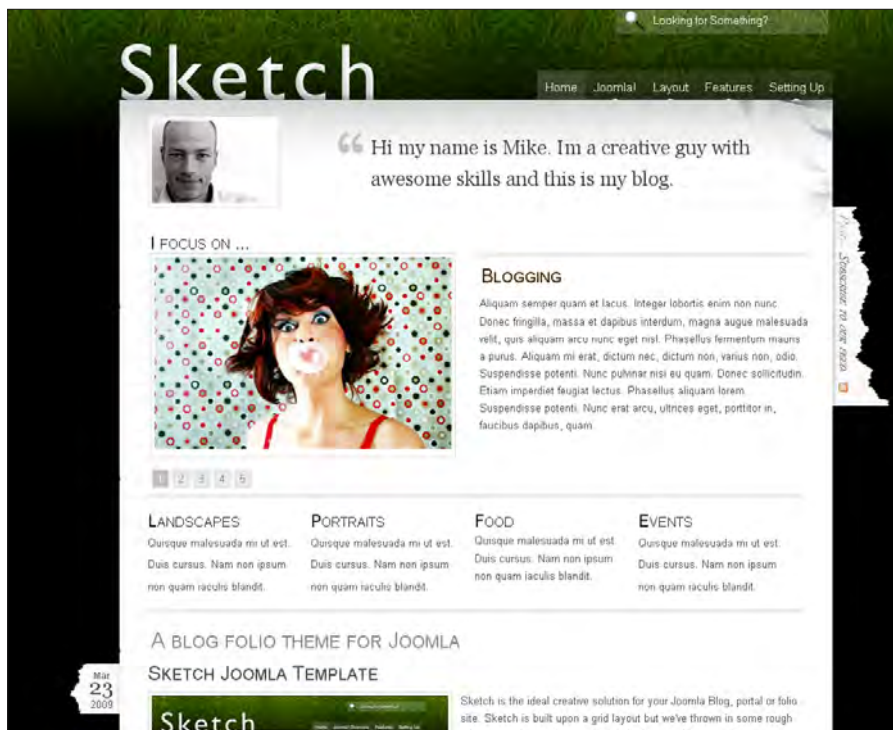 Looking for Something?
Sketch
Home Joomla! Layout Features Setting Up
“ Hi my name is Mike. Im a creative guy with
awesome skills and this is my blog.
I FOCUS ON ...
BLOGGING
Aliquam semper quam et lacus. Integer lobortis enim non nunc.
Donec fringilla, massa et dapibus interdum, magna augue malesuada
velit, quis aliquam arcu nunc eget nisl. Phasellus fermentum mauris
a purus. Aliquam mi erat, dictum nec, dictum non, varius non, odio.
Suspendisse potenti. Nunc pulvinar nisi eu quam. Donec sollicitudin.
Etiam imperdiet feugiat lectus. Phasellus aliquam lorem.
Suspendisse potenti. Nunc erat arcu, ultrices eget, porttitor in,
faucibus dapibus, quam.
SUBSCRIBE TO OUR FEED
1 2 3 4 5
LANDSCAPES
Quisque malesuada mi ut est.
Duis cursus. Nam non ipsum
non quam iaculis blandit.
PORTRAITS
Quisque malesuada mi ut est.
Duis cursus. Nam non ipsum
non quam iaculis blandit.
FOOD
Quisque malesuada mi ut est.
Duis cursus. Nam non ipsum
non quam iaculis blandit.
EVENTS
Quisque malesuada mi ut est.
Duis cursus. Nam non ipsum
non quam iaculis blandit.
A BLOG FOLIO THEME FOR JOOMLA
Mar
23
2009
SKETCH JOOMLA TEMPLATE
Sketch
Sketch is the ideal creative solution for your Joomla Blog, portal or folio
site. Sketch is built upon a grid layout but we've thrown in some rough